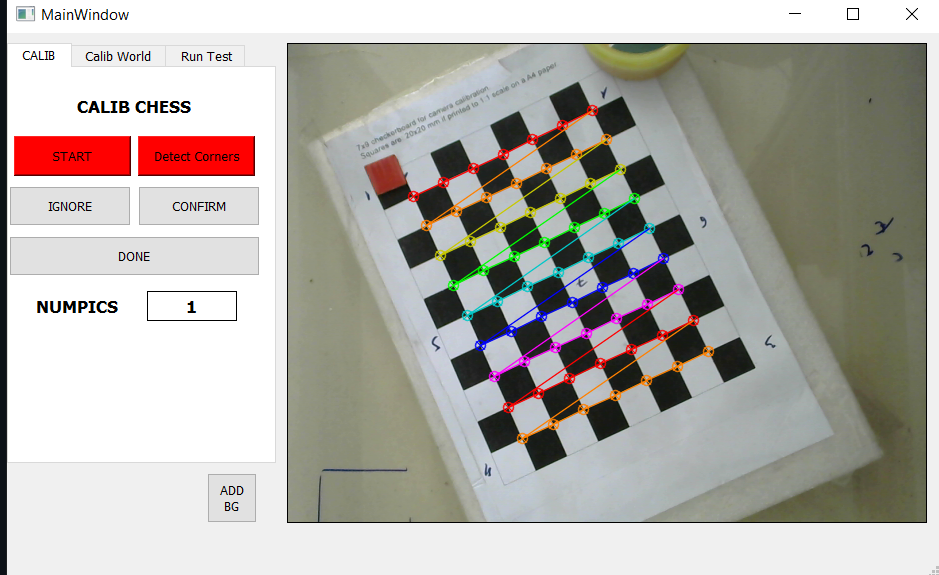 MainWindow
CALIB
Calib World
Run Test
CALIB CHESS
START
Detect Corners
IGNORE
CONFIRM
DONE
NUMPICS
1
ADD
BG
7x9 checkerboard for camera calibration
Squares are 20x20 mm if printed to 1:1 scale on a A4 paper